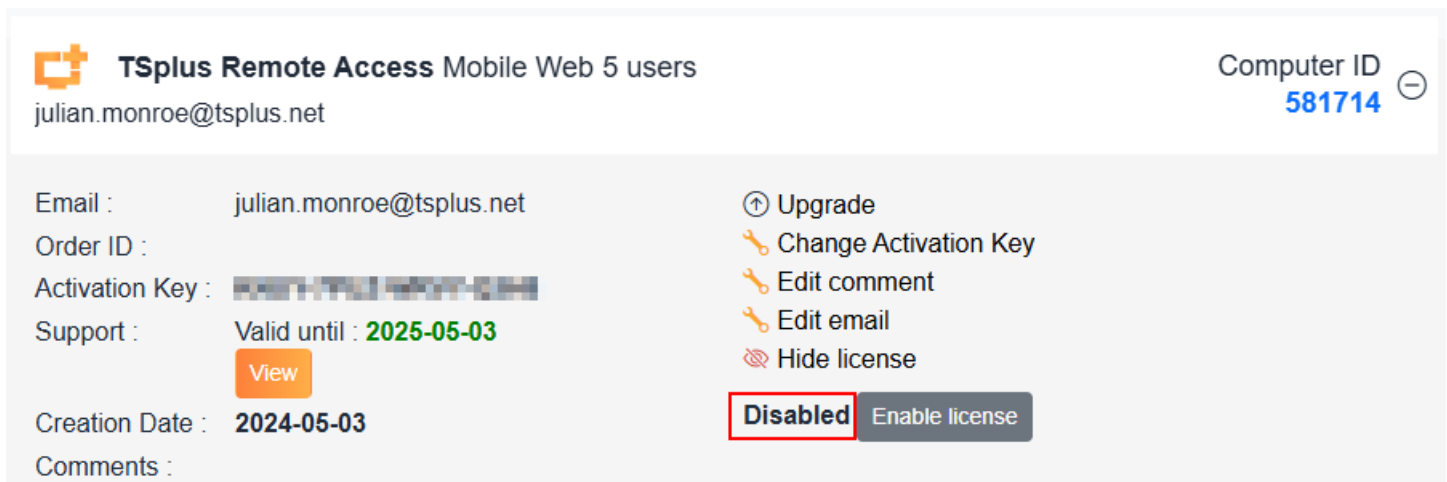 TSplus Remote Access Mobile Web 5 users
julian.monroe@tsplus.net
Computer ID
581714
Email : julian.monroe@tsplus.net
Order ID :
Activation Key :
Support : Valid until : 2025-05-03
View
Creation Date : 2024-05-03
Comments :
Upgrade
Change Activation Key
Edit comment
Edit email
Hide license
Disabled Enable license